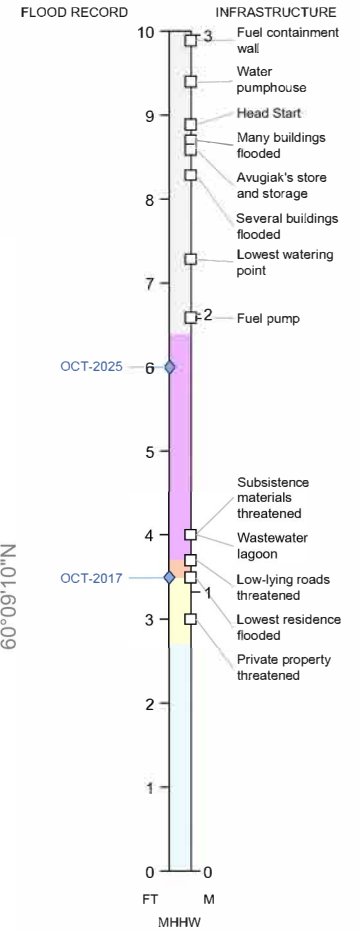 FLOOD RECORD
INFRASTRUCTURE
10
3
Fuel containment
wall
Water
pumphouse
9
Head Start
Many buildings
flooded
Avugiak's store
and storage
8
Several buildings
flooded
Lowest watering
point
7
2
Fuel pump
OCT-2025
6
5
Subsistence
materials
threatened
4
Wastewater
lagoon
OCT-2017
Low-lying roads
threatened
1
3
Lowest residence
flooded
Private property
threatened
2
1
0
0
FT
M
MHHW
60°09'10"N